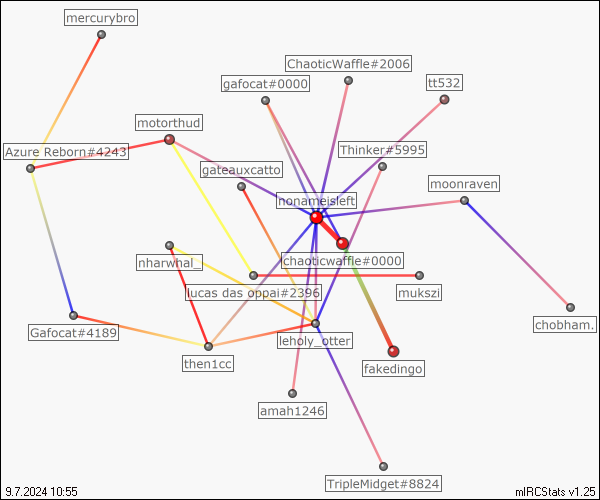 mercurybro
ChaoticWaffle#2006
gafocat#0000
tt532
motorthud
Azure Reborn#4243
Thinker#5995
gateauxcatto
moonraven
nonameisleft
nharwhal_
chaoticwaffle#0000
lucas das oppai#2396
mukszi
Gafocat#4189
leholy_otter
chobham.
then1cc
fakedingo
amah1246
TripleMidget#8824
9.7.2024 10:55
mIRCStats v1.25